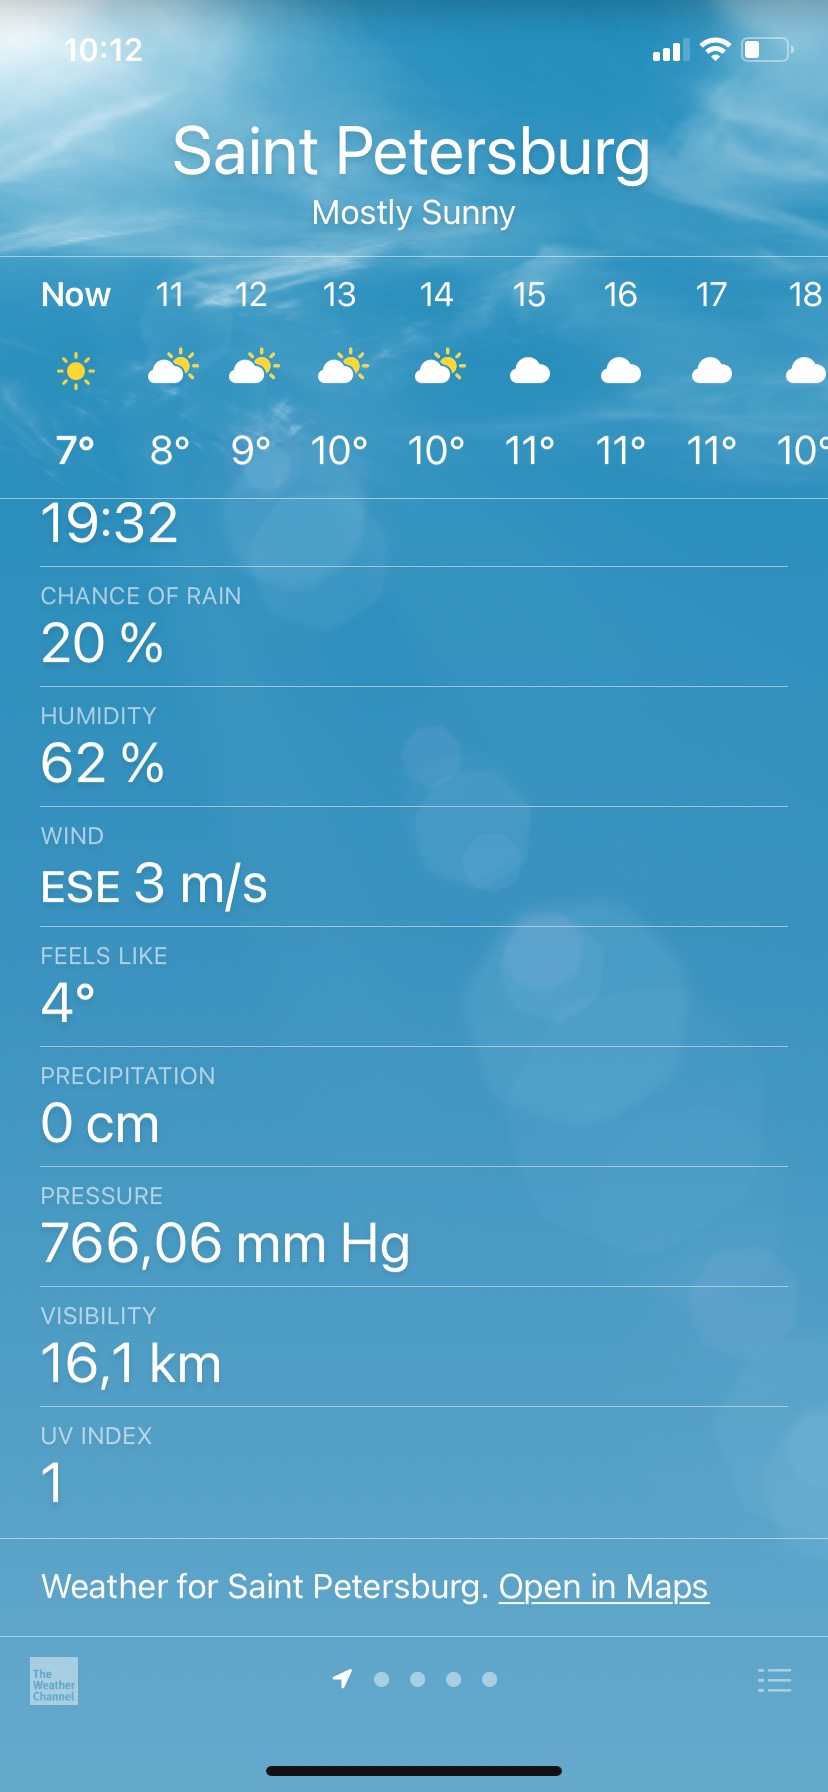 10:12
Saint Petersburg
Mostly Sunny
Now 11 12 13 14 15 16 17 18
7° 8° 9° 10° 10° 11° 11° 11° 10°
19:32
CHANCE OF RAIN
20 %
HUMIDITY
62 %
WIND
ESE 3 m/s
FEELS LIKE
4°
PRECIPITATION
0 cm
PRESSURE
766,06 mm Hg
VISIBILITY
16,1 km
UV INDEX
1
Weather for Saint Petersburg. Open in Maps
The
Weather
Channel